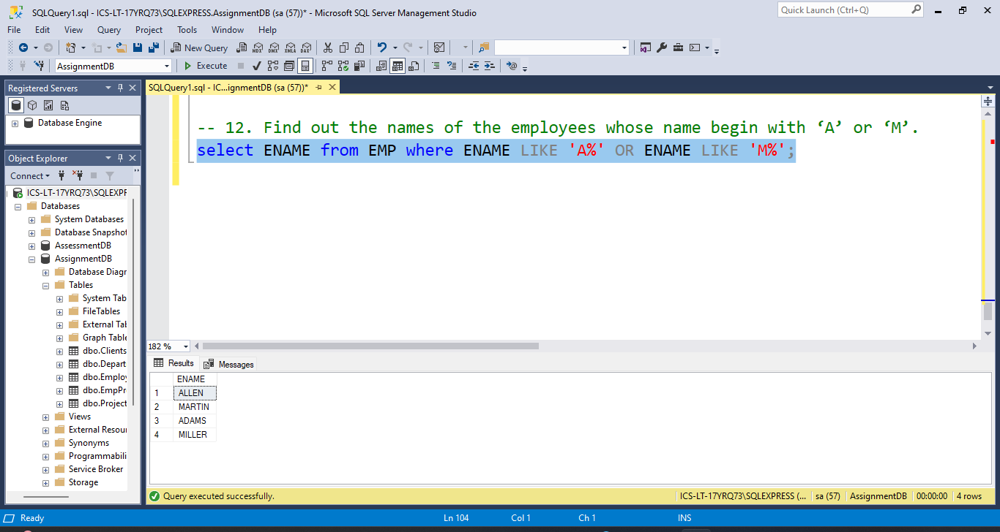 SQLQuery1.sql - ICS-LT-17YRQ73\SQLEXPRESS.AssignmentDB (sa (57))* - Microsoft SQL Server Management Studio
Quick Launch (Ctrl+Q)
File Edit View Query Project Tools Window Help
New Query MDX DMX XMLA DAX
AssignmentDB Execute
Registered Servers
SQLQuery1.sql - IC...ignmentDB (sa (57))*
Database Engine
-- 12. Find out the names of the employees whose name begin with ‘A’ or ‘M’.
select ENAME from EMP where ENAME LIKE 'A%' OR ENAME LIKE 'M%';
Object Explorer
Connect
ICS-LT-17YRQ73\SQLEXPR
Databases
System Databases
Database Snapshot
AssessmentDB
AssignmentDB
Database Diagr
Tables
System Tab
FileTables
External Tab
Graph Table
dbo.Clients
dbo.Depart
dbo.Employ
dbo.EmpPr
dbo.Project
Views
External Resour
Synonyms
Programmabili
Service Broker
Storage
182 %
Results Messages
ENAME
1 ALLEN
2 MARTIN
3 ADAMS
4 MILLER
Query executed successfully. ICS-LT-17YRQ73\SQLEXPRESS (... sa (57) AssignmentDB 00:00:00 4 rows
Ready Ln 104 Col 1 Ch 1 INS